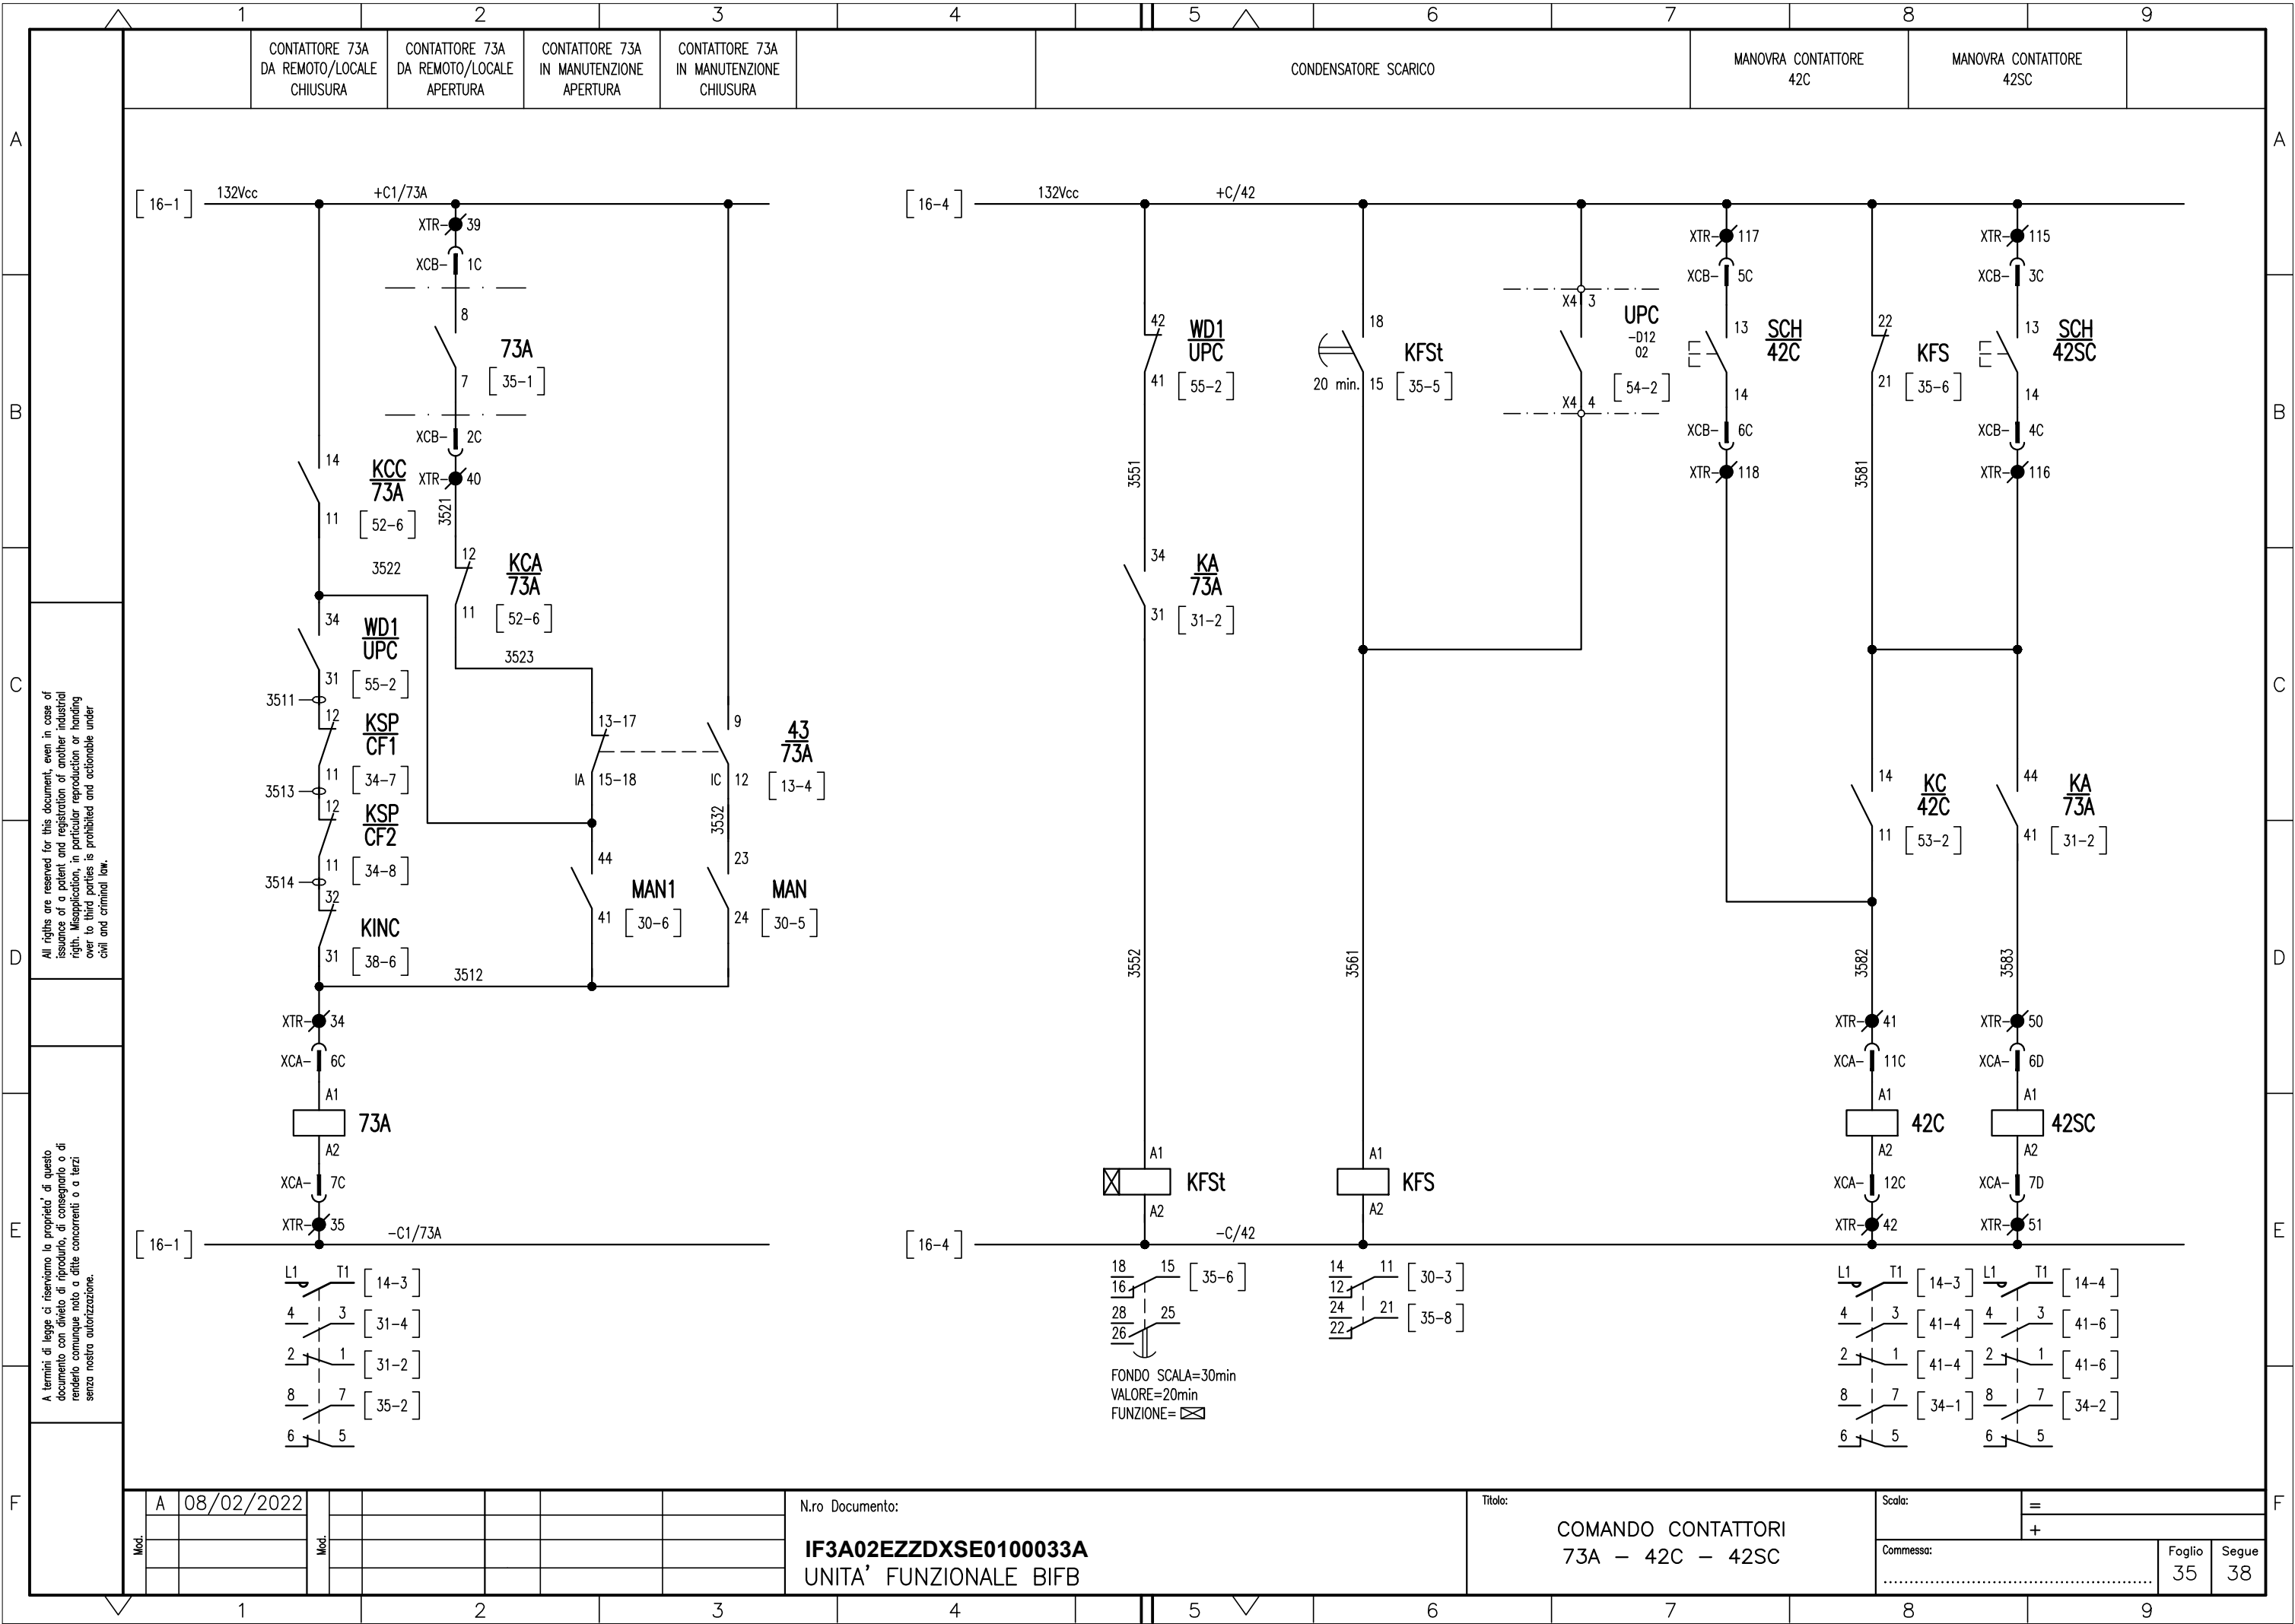 1 2 3 4 5 6 7 8 9
CONTATTORE 73A
DA REMOTO/LOCALE
CHIUSURA
CONTATTORE 73A
DA REMOTO/LOCALE
APERTURA
CONTATTORE 73A
IN MANUTENZIONE
APERTURA
CONTATTORE 73A
IN MANUTENZIONE
CHIUSURA
CONDENSATORE SCARICO
MANOVRA CONTATTORE
42C
MANOVRA CONTATTORE
42SC
A
A
B
B
C
C
D
D
E
E
F
F
[16-1]
132Vcc
+C1/73A
XTR- 39
XCB- 1C
8
73A
7
[35-1]
XCB- 2C
XTR- 40
3521
14
KCC
73A
11
[52-6]
3522
12
KCA
73A
11
[52-6]
3523
34
WD1
UPC
31
[55-2]
3511
12
KSP
CF1
11
[34-7]
3513
12
KSP
CF2
11
[34-8]
3514
32
KINC
31
[38-6]
13-17
IA 15-18
9
43
73A
IC 12
[13-4]
3532
44
MAN1
41
[30-6]
23
MAN
24
[30-5]
3512
XTR- 34
XCA- 6C
A1
73A
A2
XCA- 7C
XTR- 35
[16-1]
-C1/73A
L1 T1 [14-3]
4 3 [31-4]
2 1 [31-2]
8 7 [35-2]
6 5
[16-4]
132Vcc
+C/42
42
WD1
UPC
41
[55-2]
3551
34
KA
73A
31
[31-2]
3552
A1
KFSt
A2
18
KFSt
20 min. 15
[35-5]
3561
A1
KFS
A2
X4 3
UPC
-D12
02
[54-2]
X4 4
XTR- 117
XCB- 5C
13
SCH
42C
14
XCB- 6C
XTR- 118
22
KFS
21
[35-6]
3581
XTR- 115
XCB- 3C
13
SCH
42SC
14
XCB- 4C
XTR- 116
14
KC
42C
11
[53-2]
44
KA
73A
41
[31-2]
3582
3583
XTR- 41
XCA- 11C
A1
42C
A2
XCA- 12C
XTR- 42
XTR- 50
XCA- 6D
A1
42SC
A2
XCA- 7D
XTR- 51
[16-4]
-C/42
18 15 [35-6]
16
28 25
26
FONDO SCALA=30min
VALORE=20min
FUNZIONE=
14 11 [30-3]
12
24 21 [35-8]
22
L1 T1 [14-3]
4 3 [41-4]
2 1 [41-4]
8 7 [34-1]
6 5
L1 T1 [14-4]
4 3 [41-6]
2 1 [41-6]
8 7 [34-2]
6 5
All rigths are reserved for this document, even in case of
issuance of a patent and registration of another industrial
rigth. Misapplication, in particular reproduction or handing
over to third parties is prohibited and actionable under
civil and criminal law.
A termini di legge ci riserviamo la proprieta' di questo
documento con divieto di riprodurlo, di consegnarlo o di
renderlo comunque noto a ditte concorrenti o a terzi
senza nostra autorizzazione.
Mod.
A 08/02/2022
Mod.
N.ro Documento:
IF3A02EZZDXSE0100033A
UNITA' FUNZIONALE BIFB
Titolo:
COMANDO CONTATTORI
73A - 42C - 42SC
Scala:
=
+
Commessa:
Foglio
35
Segue
38
1 2 3 4 5 6 7 8 9